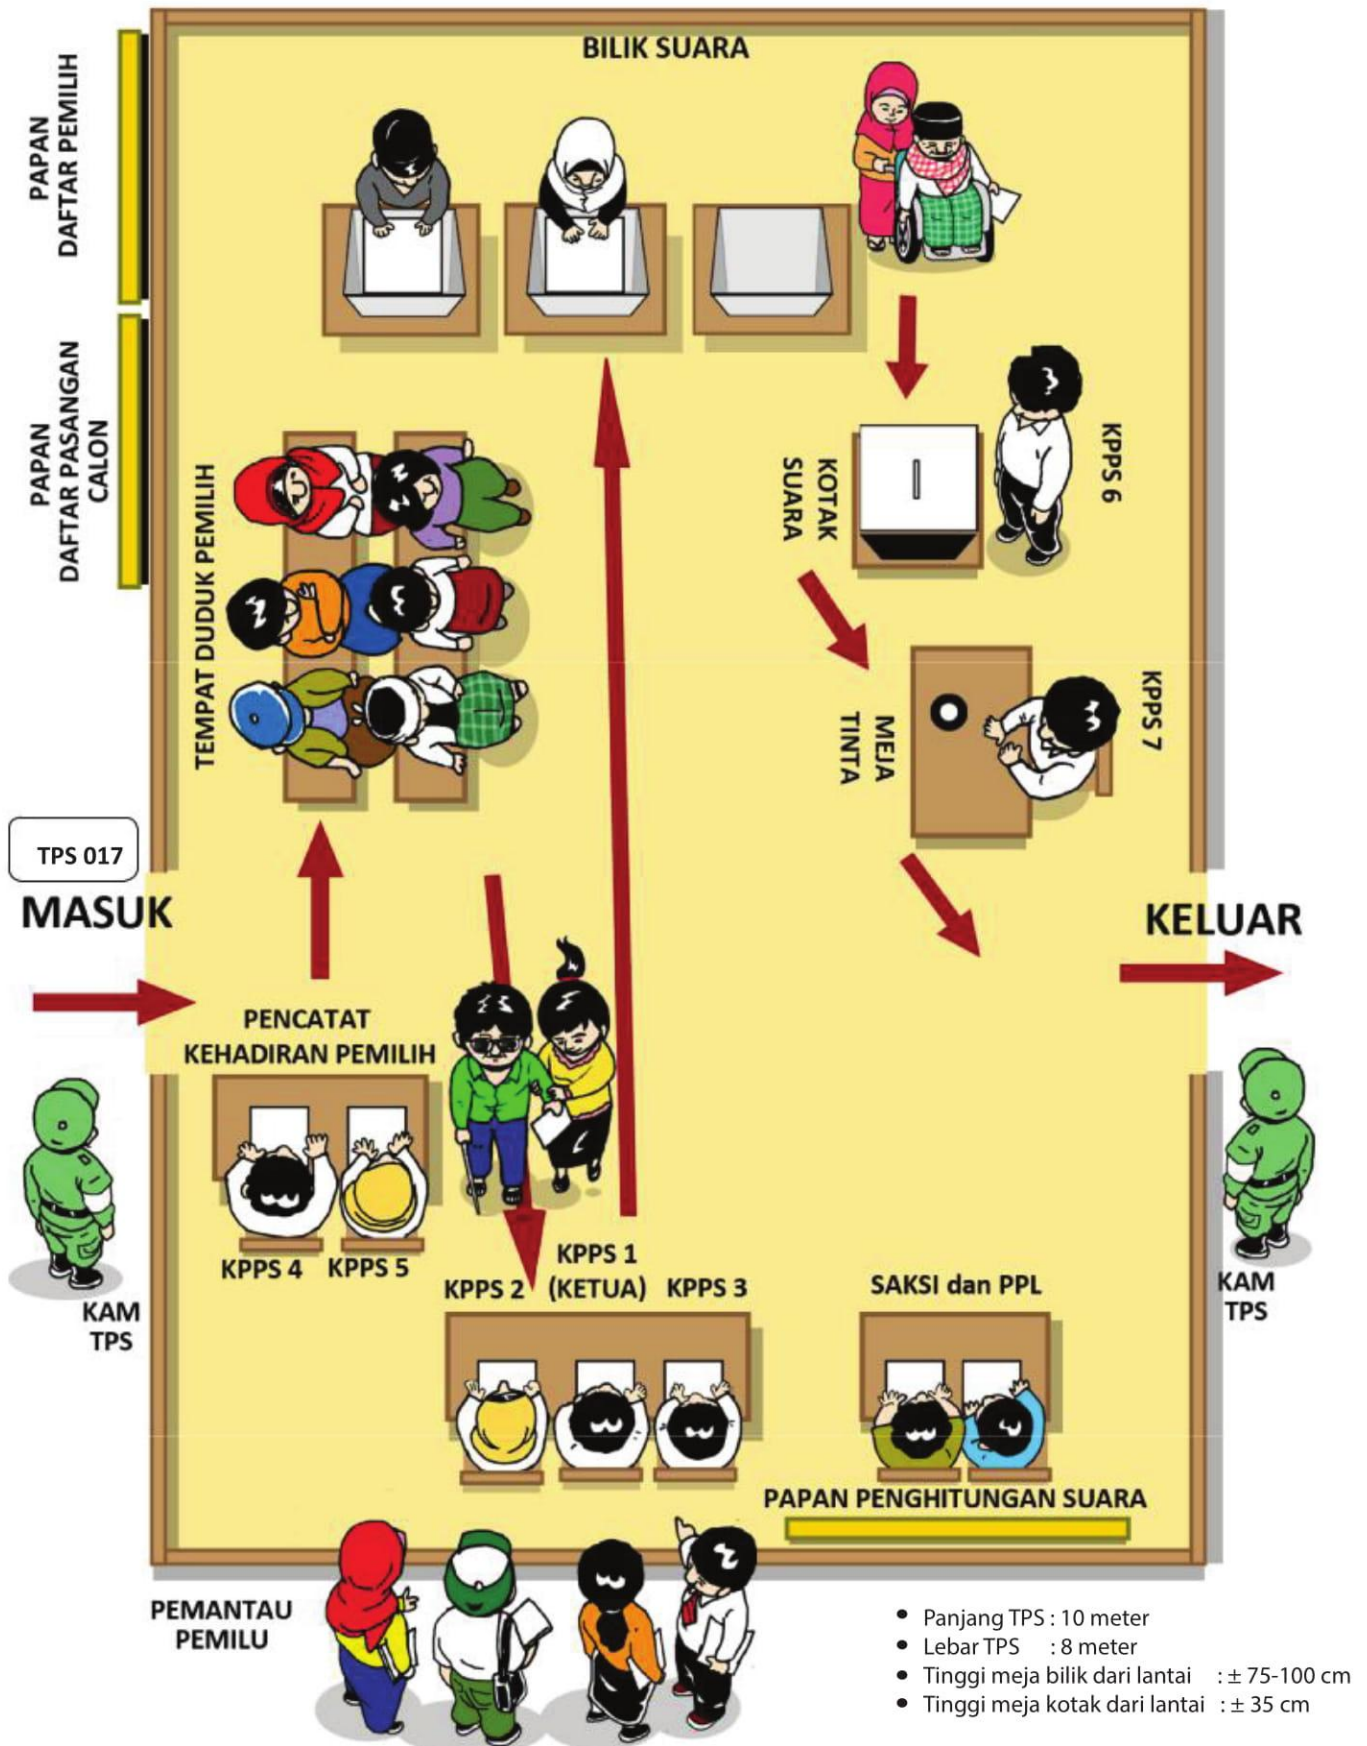 BILIK SUARA
PAPAN
DAFTAR PEMILIH
PAPAN
DAFTAR PASANGAN
CALON
TEMPAT DUDUK PEMILIH
KOTAK
SUARA
KPPS 6
MEJA
TINTA
KPPS 7
TPS 017
MASUK
KELUAR
PENCATAT
KEHADIRAN PEMILIH
KPPS 4
KPPS 5
KPPS 2
KPPS 1
(KETUA)
KPPS 3
SAKSI dan PPL
KAM
TPS
KAM
TPS
PAPAN PENGHITUNGAN SUARA
PEMANTAU
PEMILU
• Panjang TPS : 10 meter
• Lebar TPS : 8 meter
• Tinggi meja bilik dari lantai : ± 75-100 cm
• Tinggi meja kotak dari lantai : ± 35 cm